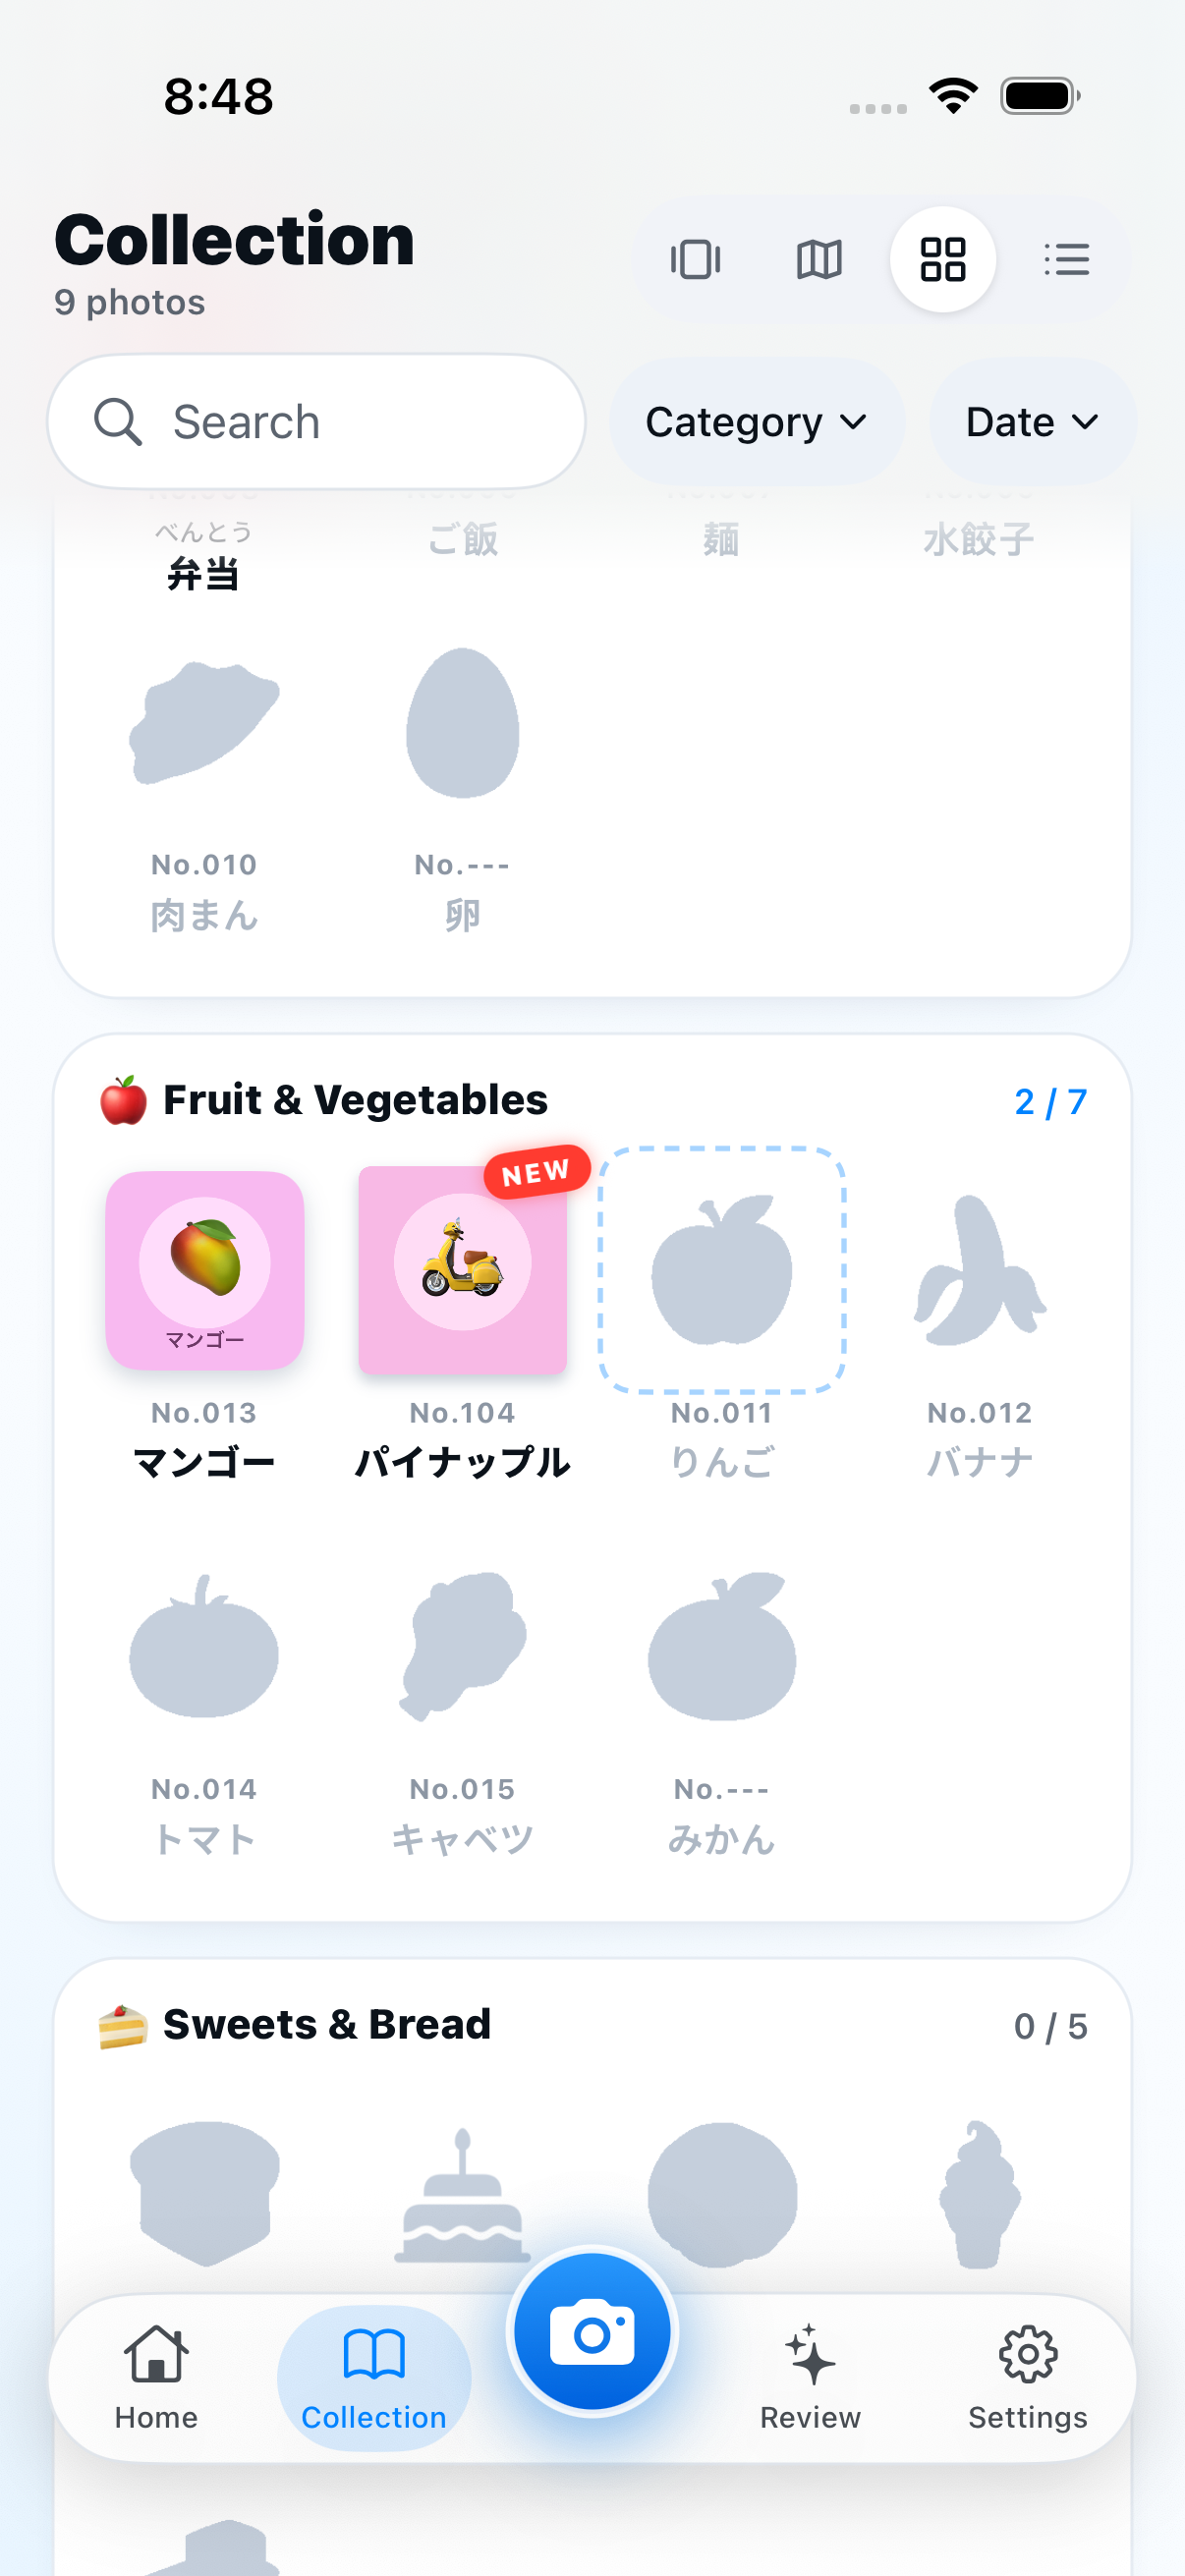 8:48
Collection
9 photos
Search
Category
Date
べんとう
弁当
ご飯
麺
水餃子
No.010
No.---
肉まん
卵
Fruit & Vegetables
2 / 7
NEW
マンゴー
No.013
No.104
No.011
No.012
マンゴー
パイナップル
りんご
バナナ
No.014
No.015
No.---
トマト
キャベツ
みかん
Sweets & Bread
0 / 5
Home
Collection
Review
Settings